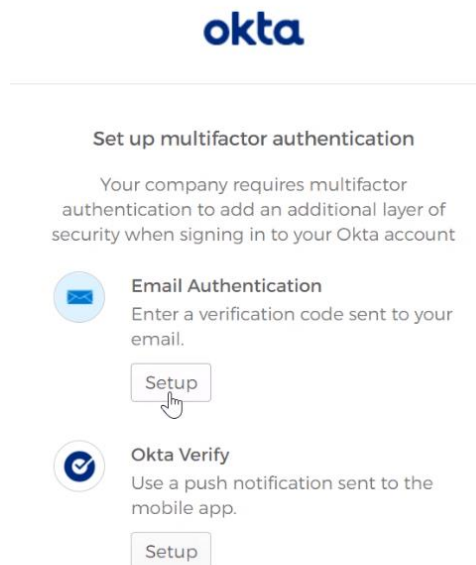 okta
Set up multifactor authentication
Your company requires multifactor
authentication to add an additional layer of
security when signing in to your Okta account
Email Authentication
Enter a verification code sent to your
email.
Setup
Okta Verify
Use a push notification sent to the
mobile app.
Setup